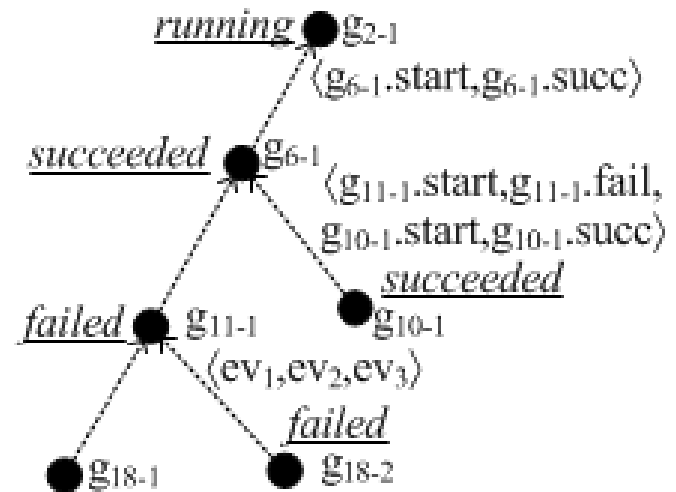 running g₂₋₁
⟨g₆₋₁.start,g₆₋₁.succ⟩
succeeded g₆₋₁
⟨g₁₁₋₁.start,g₁₁₋₁.fail,
g₁₀₋₁.start,g₁₀₋₁.succ⟩
succeeded
failed g₁₁₋₁ g₁₀₋₁
⟨ev₁,ev₂,ev₃⟩
failed
g₁₈₋₁ g₁₈₋₂